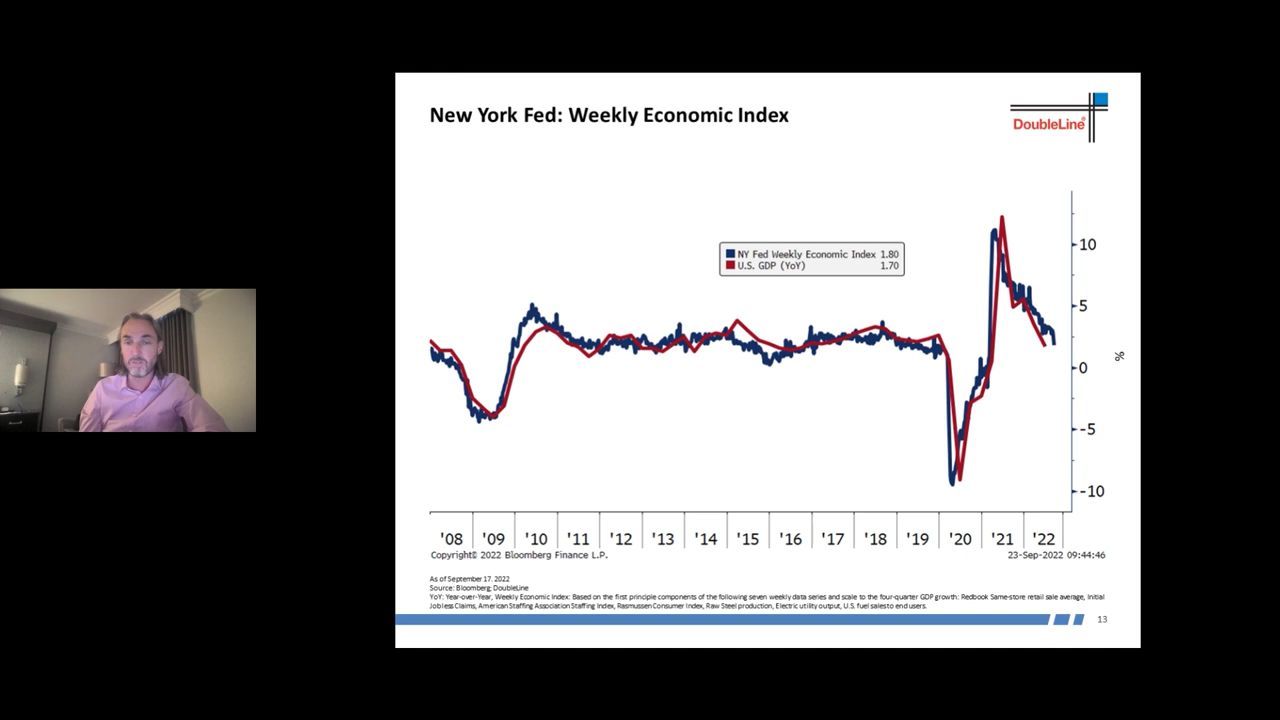 New York Fed: Weekly Economic Index
DoubleLine®
NY Fed Weekly Economic Index 1.80
U.S. GDP (YoY) 1.70
10
5
0
-5
-10
%
'08 '09 '10 '11 '12 '13 '14 '15 '16 '17 '18 '19 '20 '21 '22
Copyright© 2022 Bloomberg Finance L.P. 23-Sep-2022 09:44:46
As of September 17. 2022
Source: Bloomberg; DoubleLine
YoY: Year-over-Year, Weekly Economic Index: Based on the first principle components of the following seven weekly data series and scale to the four-quarter GDP growth: Redbook Same-store retail sale average, Initial
Jobless Claims, American Staffing Association Staffing Index, Rasmussen Consumer Index, Raw Steel production, Electric utility output, U.S. fuel sales to end users.
13